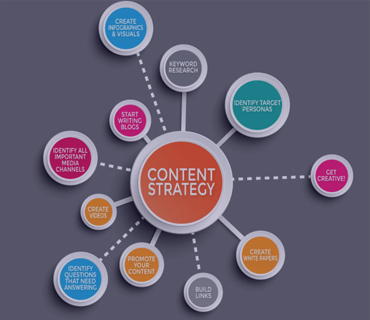 CREATE
INFOGRAPHICS
& VISUALS
KEYWORD
RESEARCH
IDENTIFY TARGET
PERSONAS
START
WRITING
BLOGS
IDENTIFY ALL
IMPORTANT
MEDIA
CHANNELS
CONTENT
STRATEGY
GET
CREATIVE!
CREATE
VIDEOS
CREATE
WHITE PAPERS
PROMOTE
YOUR
CONTENT
IDENTIFY
QUESTIONS
THAT NEED
ANSWERING
BUILD
LINKS